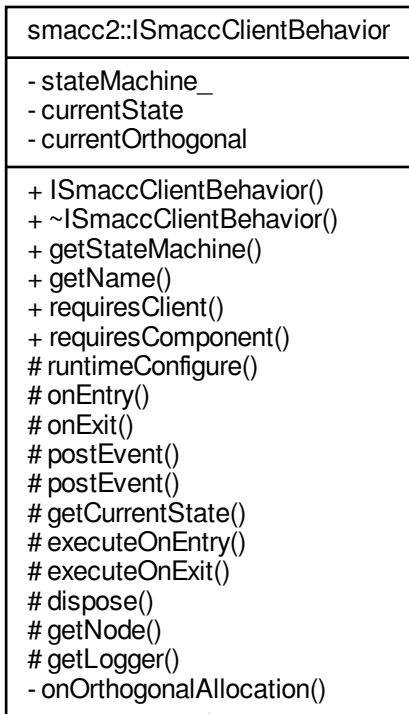 smacc2::ISmaccClientBehavior
- stateMachine_
- currentState
- currentOrthogonal
+ ISmaccClientBehavior()
+ ~ISmaccClientBehavior()
+ getStateMachine()
+ getName()
+ requiresClient()
+ requiresComponent()
# runtimeConfigure()
# onEntry()
# onExit()
# postEvent()
# postEvent()
# getCurrentState()
# executeOnEntry()
# executeOnExit()
# dispose()
# getNode()
# getLogger()
- onOrthogonalAllocation()